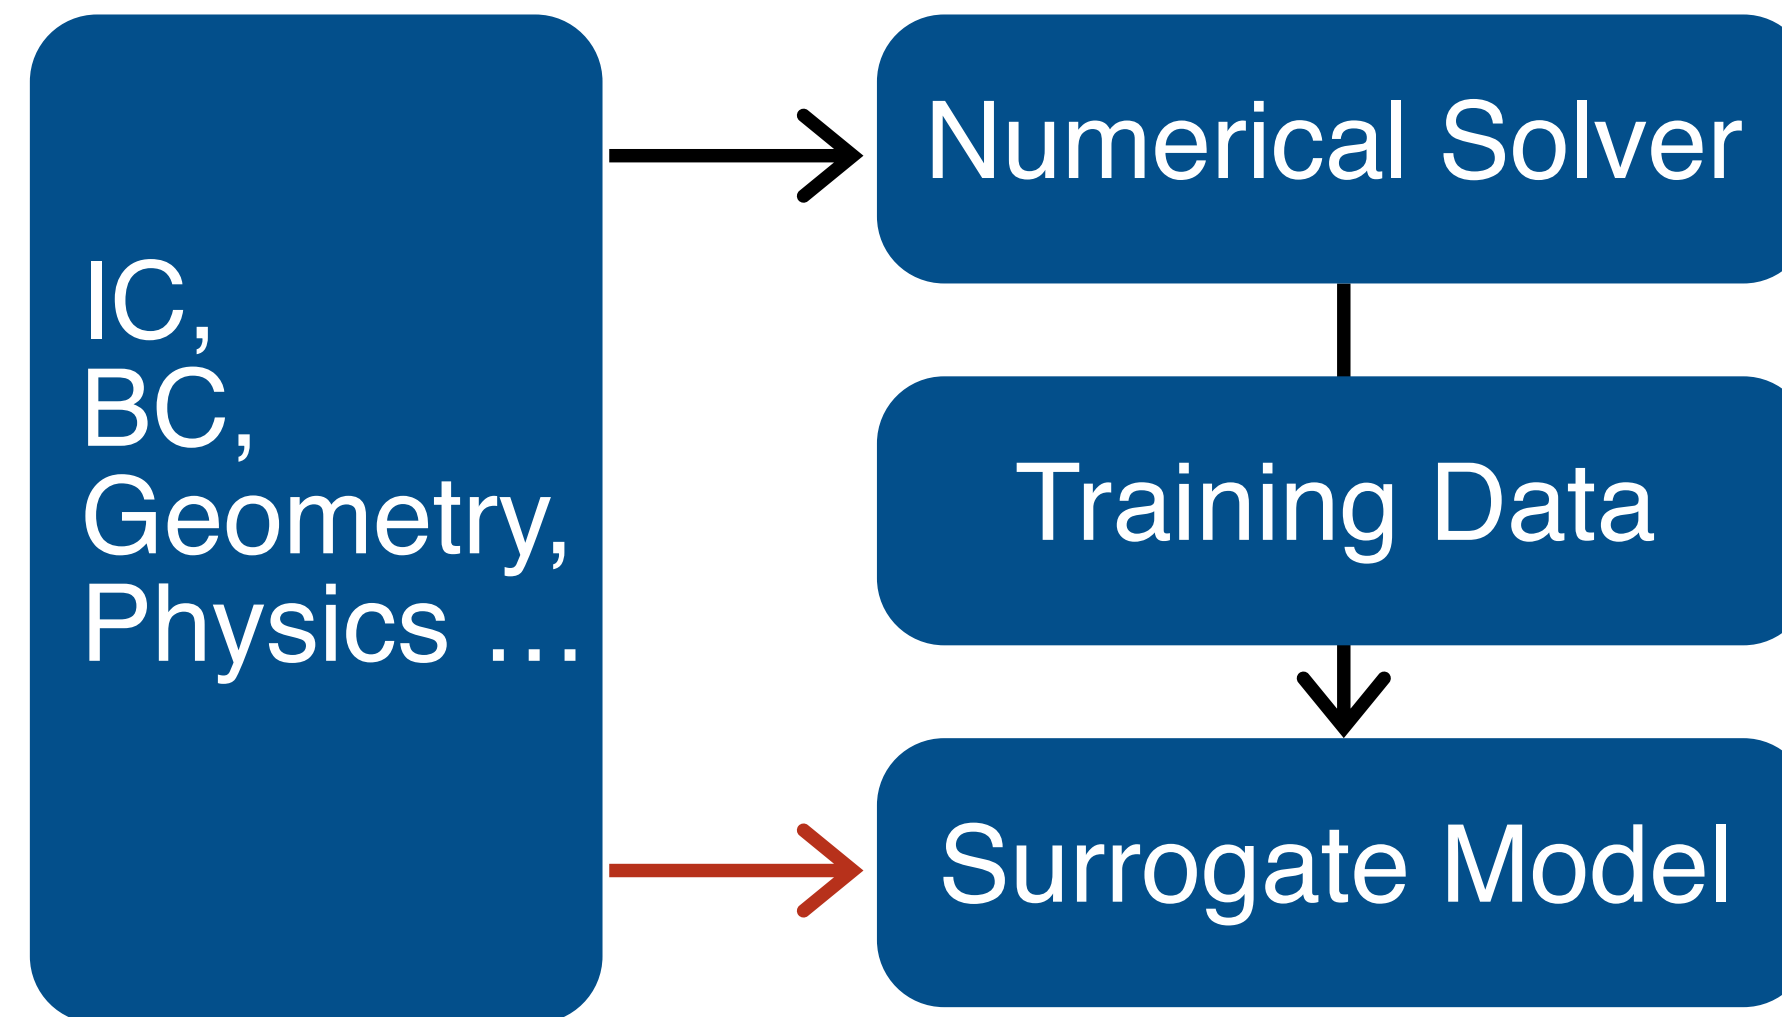 IC,
BC,
Geometry,
Physics …
Numerical Solver
Training Data
Surrogate Model